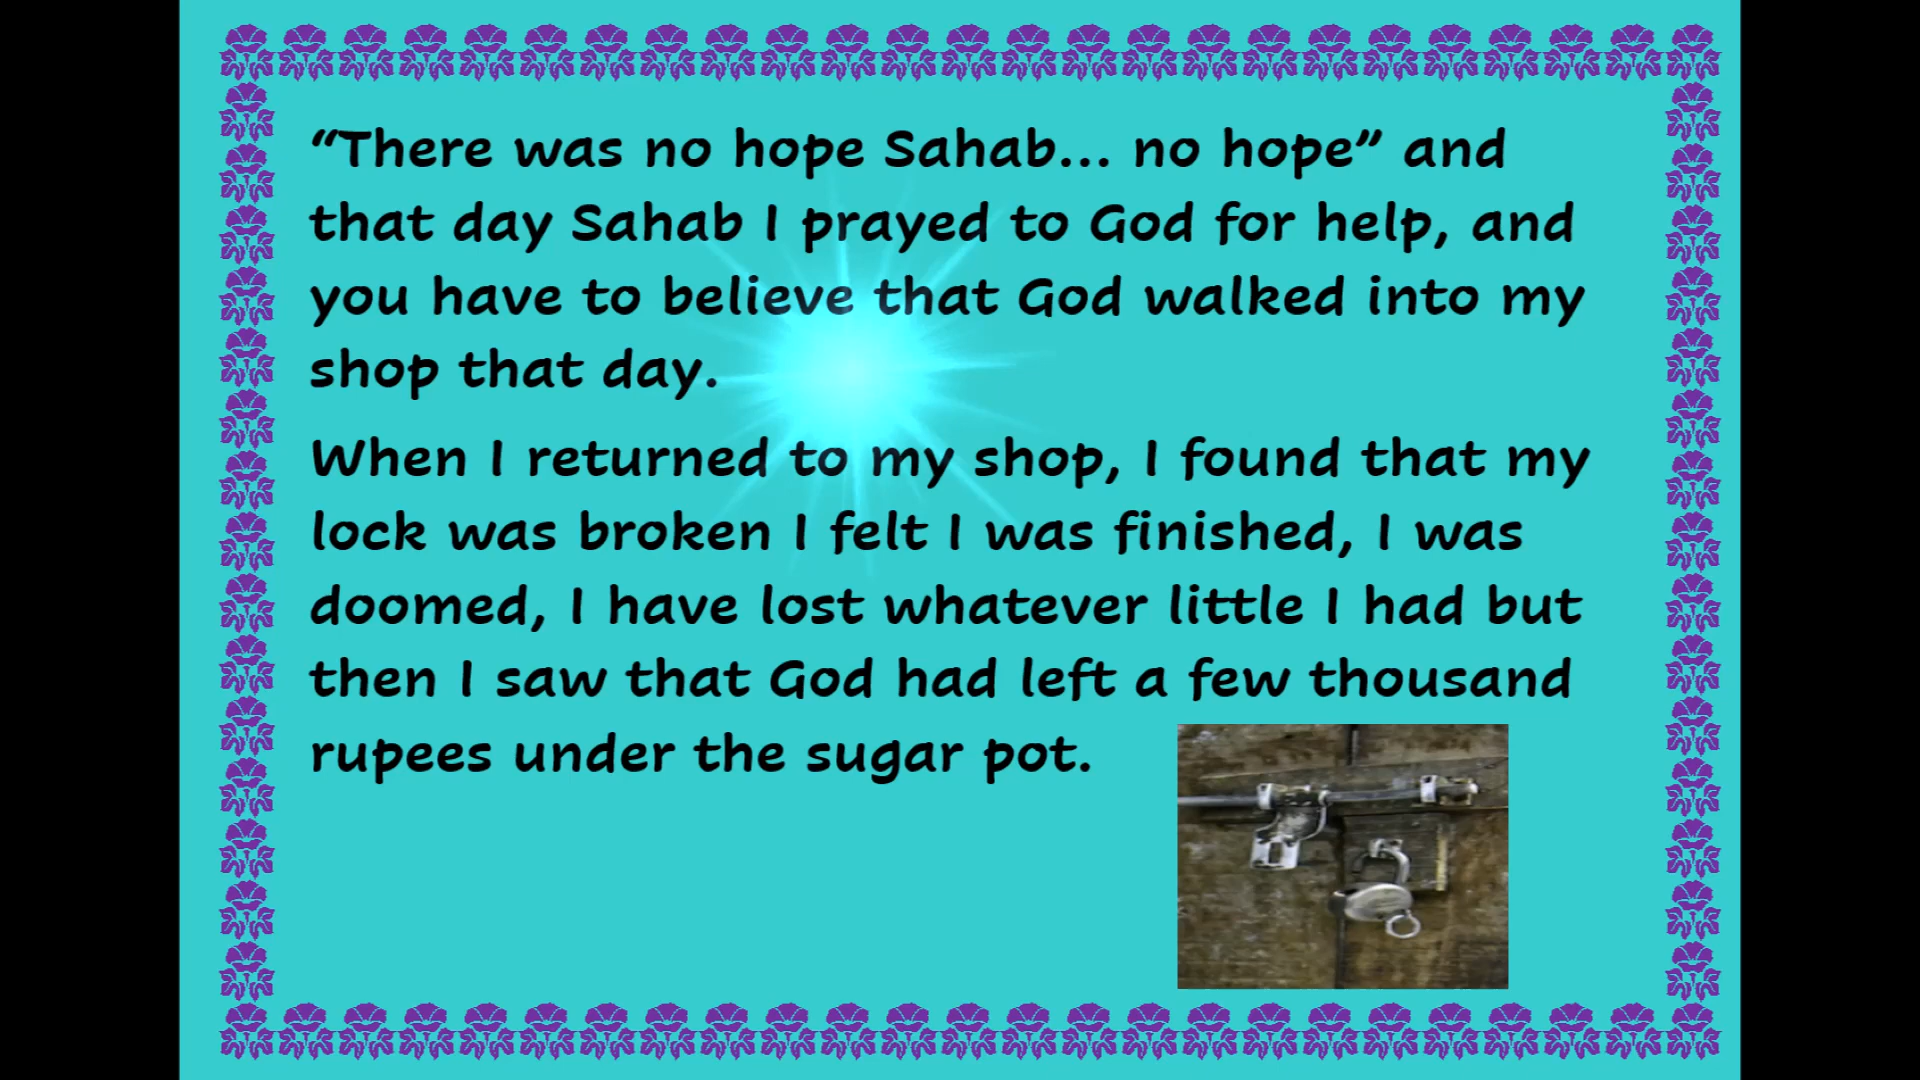 “There was no hope Sahab... no hope” and
that day Sahab I prayed to God for help, and
you have to believe that God walked into my
shop that day.
When I returned to my shop, I found that my
lock was broken I felt I was finished, I was
doomed, I have lost whatever little I had but
then I saw that God had left a few thousand
rupees under the sugar pot.